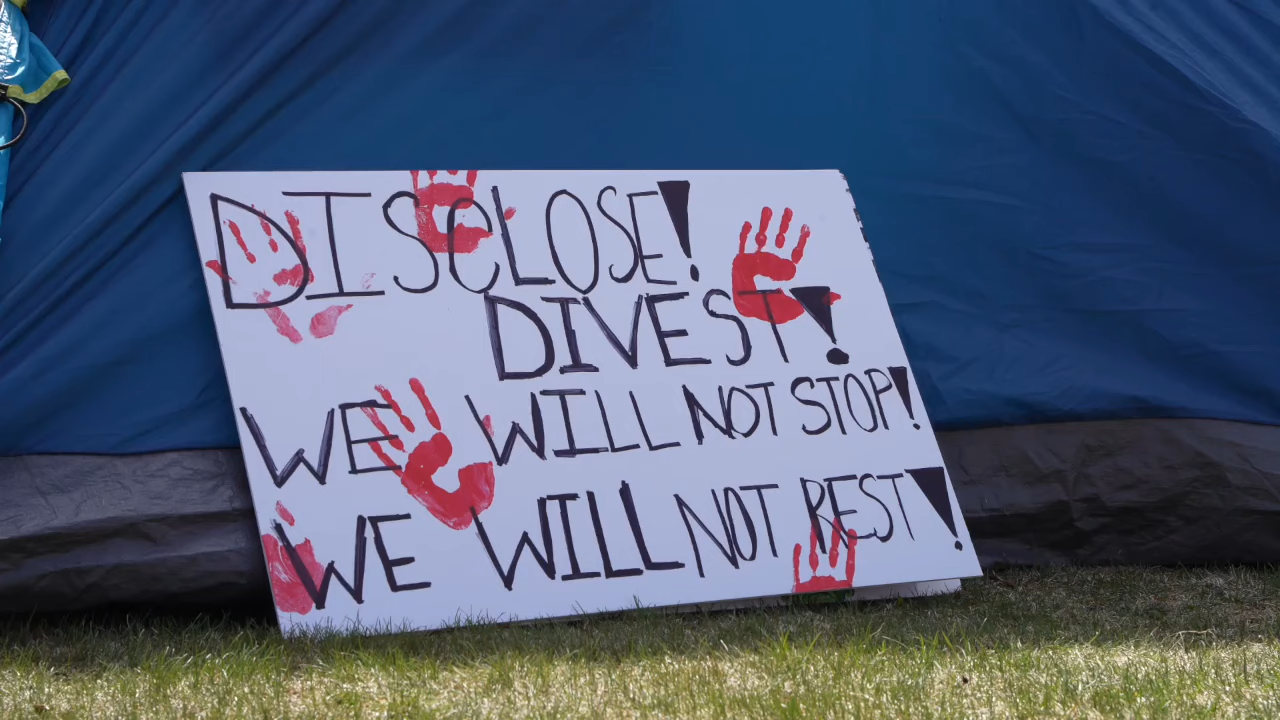 DISCLOSE!
DIVEST!
WE WILL NOT STOP!
WE WILL NOT REST!